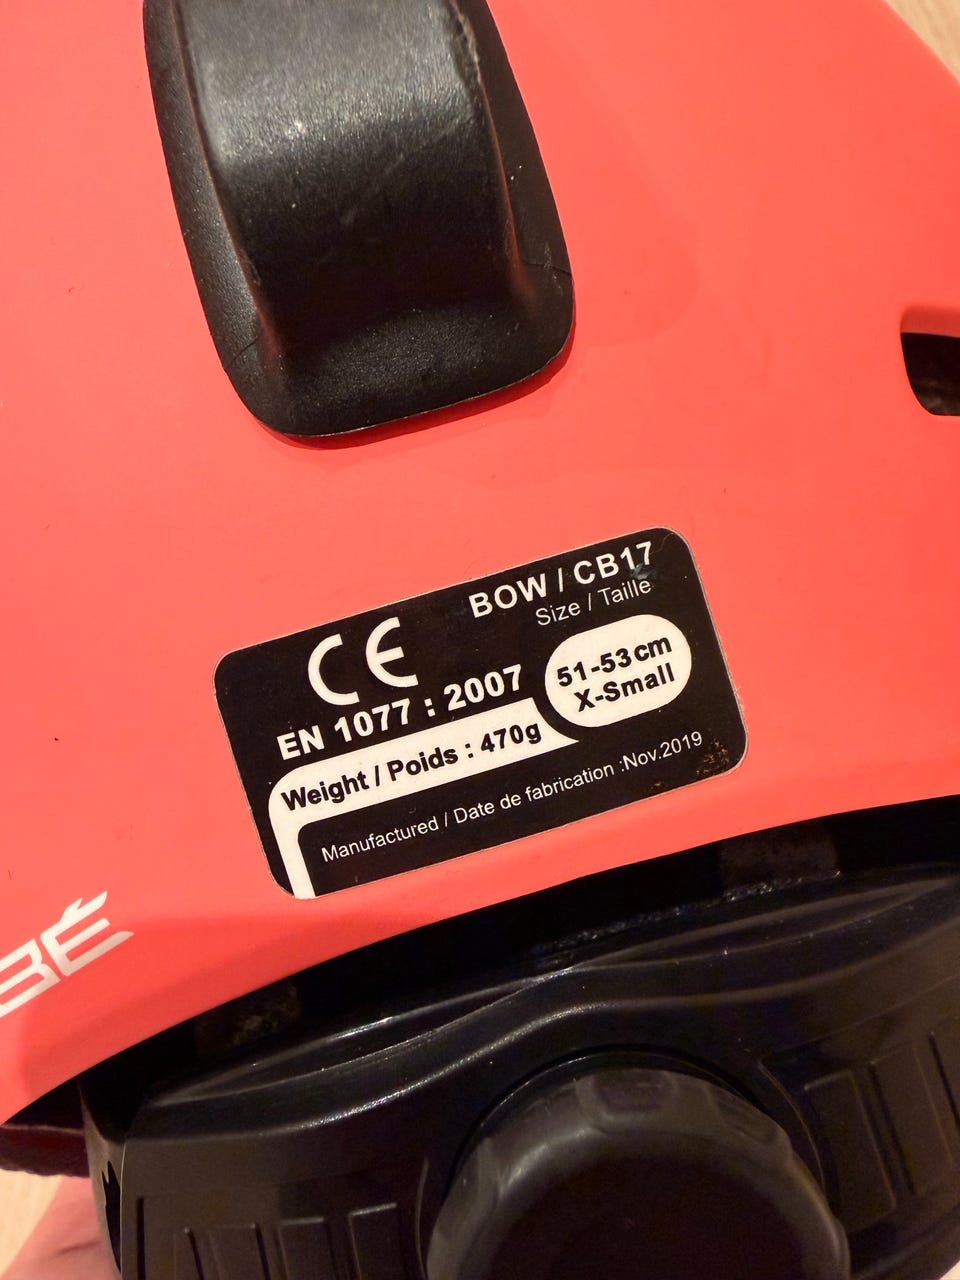 BOW / CB17
Size / Taille
CE
51-53cm
X-Small
EN 1077 : 2007
Weight / Poids : 470g
Manufactured / Date de fabrication :Nov.2019
BÉ